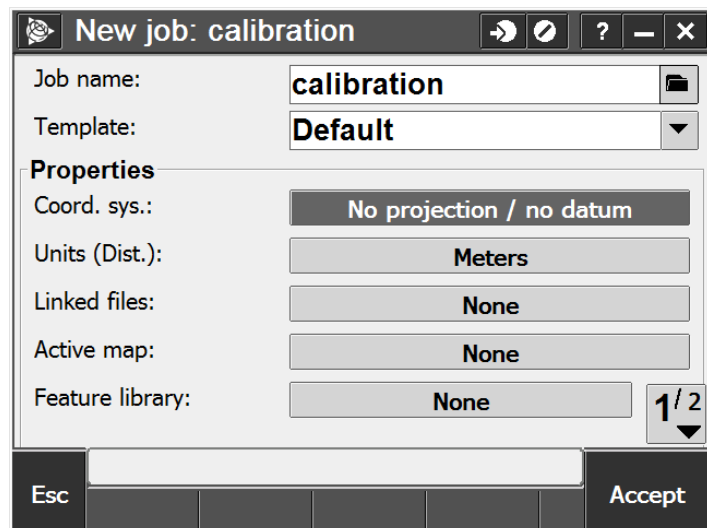 New job: calibration ? – ×
Job name: calibration
Template: Default
Properties
Coord. sys.: No projection / no datum
Units (Dist.): Meters
Linked files: None
Active map: None
Feature library: None
1/2
Esc Accept